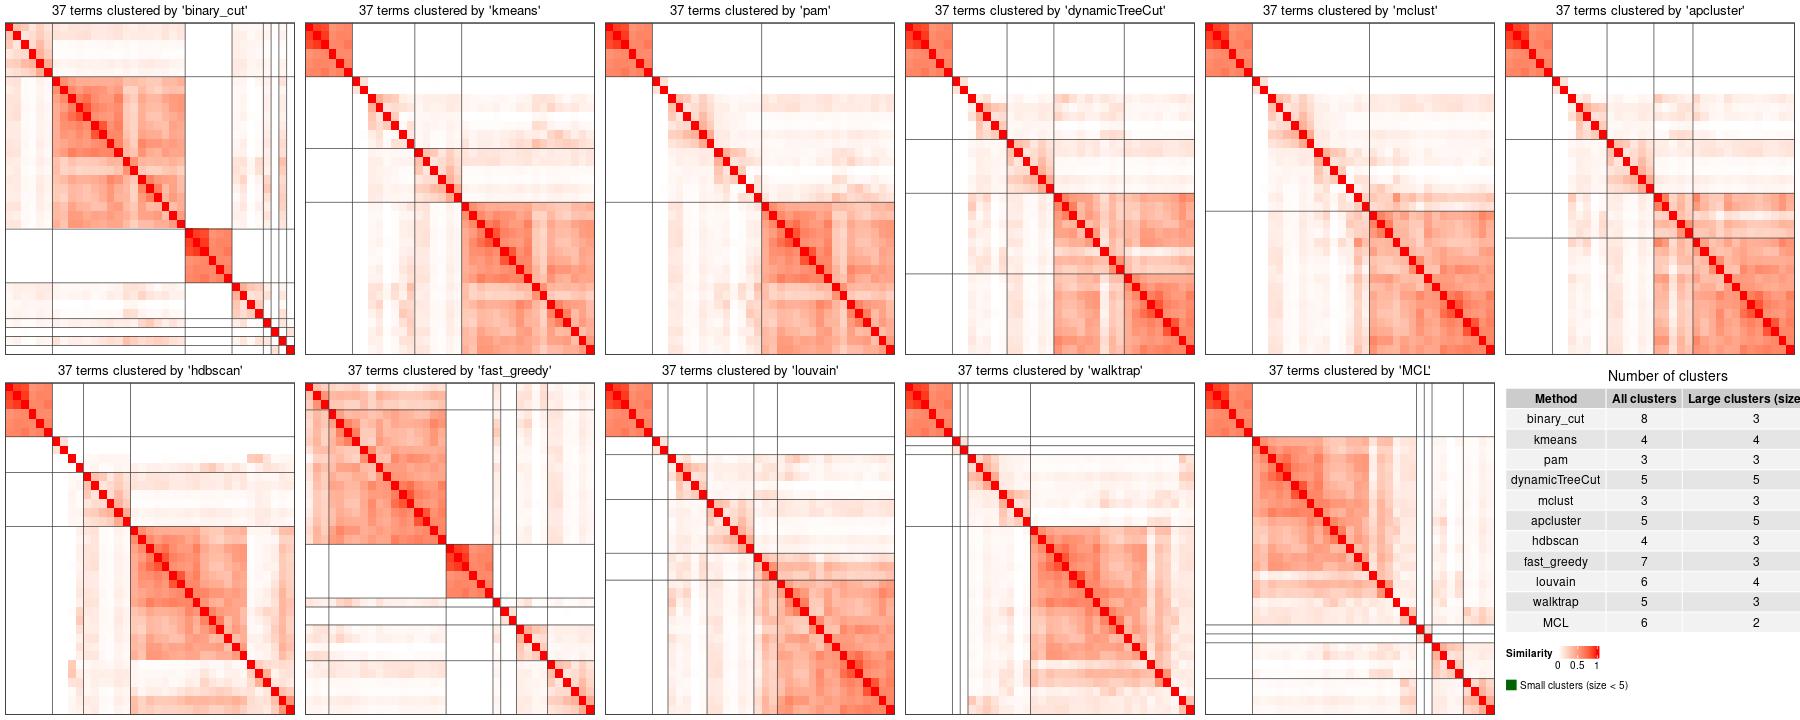 37 terms clustered by 'binary_cut'
37 terms clustered by 'kmeans'
37 terms clustered by 'pam'
37 terms clustered by 'dynamicTreeCut'
37 terms clustered by 'mclust'
37 terms clustered by 'apcluster'
37 terms clustered by 'hdbscan'
37 terms clustered by 'fast_greedy'
37 terms clustered by 'louvain'
37 terms clustered by 'walktrap'
37 terms clustered by 'MCL'
Number of clusters
Method All clusters Large clusters (size
binary_cut 8 3
kmeans 4 4
pam 3 3
dynamicTreeCut 5 5
mclust 3 3
apcluster 5 5
hdbscan 4 3
fast_greedy 7 3
louvain 6 4
walktrap 5 3
MCL 6 2
Similarity
0 0.5 1
Small clusters (size < 5)